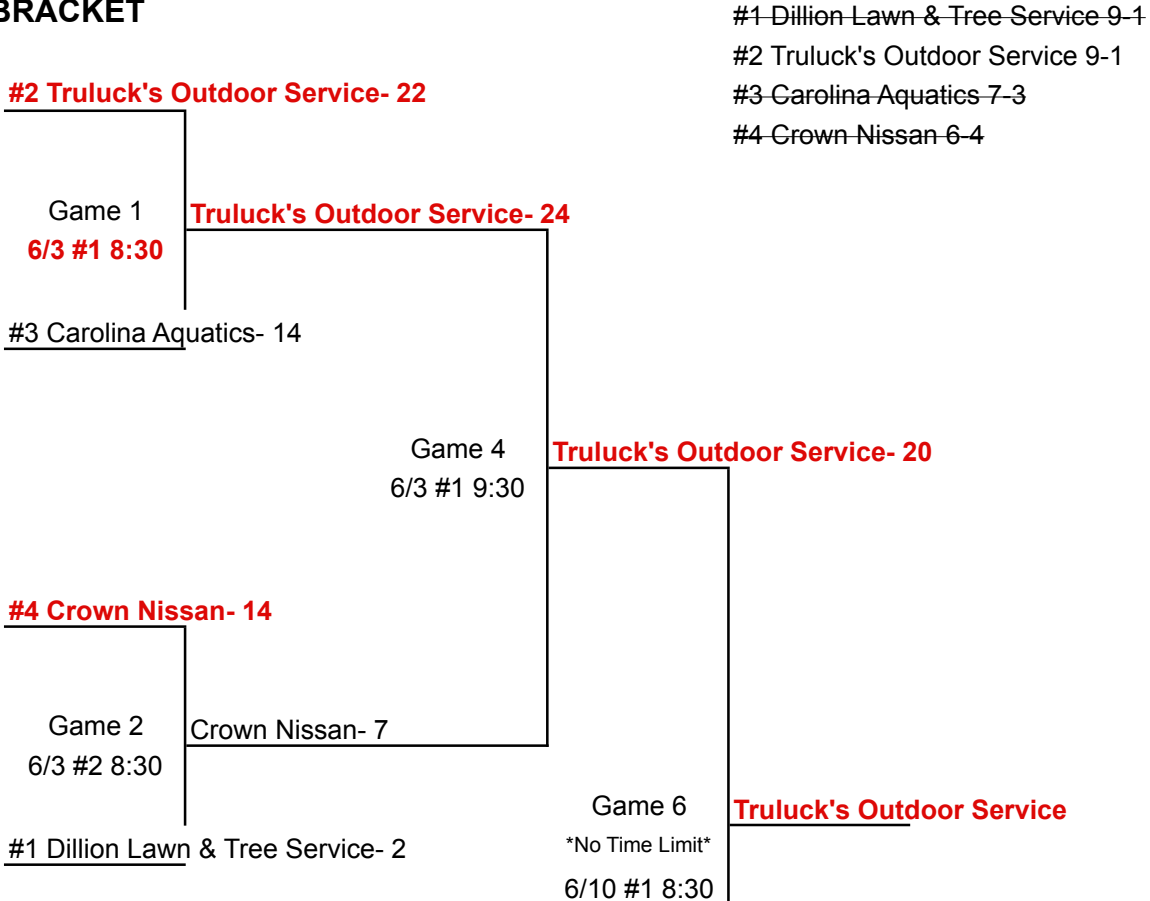 BRACKET
#1 Dillion Lawn & Tree Service 9-1
#2 Truluck's Outdoor Service 9-1
#3 Carolina Aquatics 7-3
#4 Crown Nissan 6-4
#2 Truluck's Outdoor Service- 22
Game 1
6/3 #1 8:30
Truluck's Outdoor Service- 24
#3 Carolina Aquatics- 14
Game 4
6/3 #1 9:30
Truluck's Outdoor Service- 20
#4 Crown Nissan- 14
Game 2
6/3 #2 8:30
Crown Nissan- 7
#1 Dillion Lawn & Tree Service- 2
Game 6
*No Time Limit*
6/10 #1 8:30
Truluck's Outdoor Service